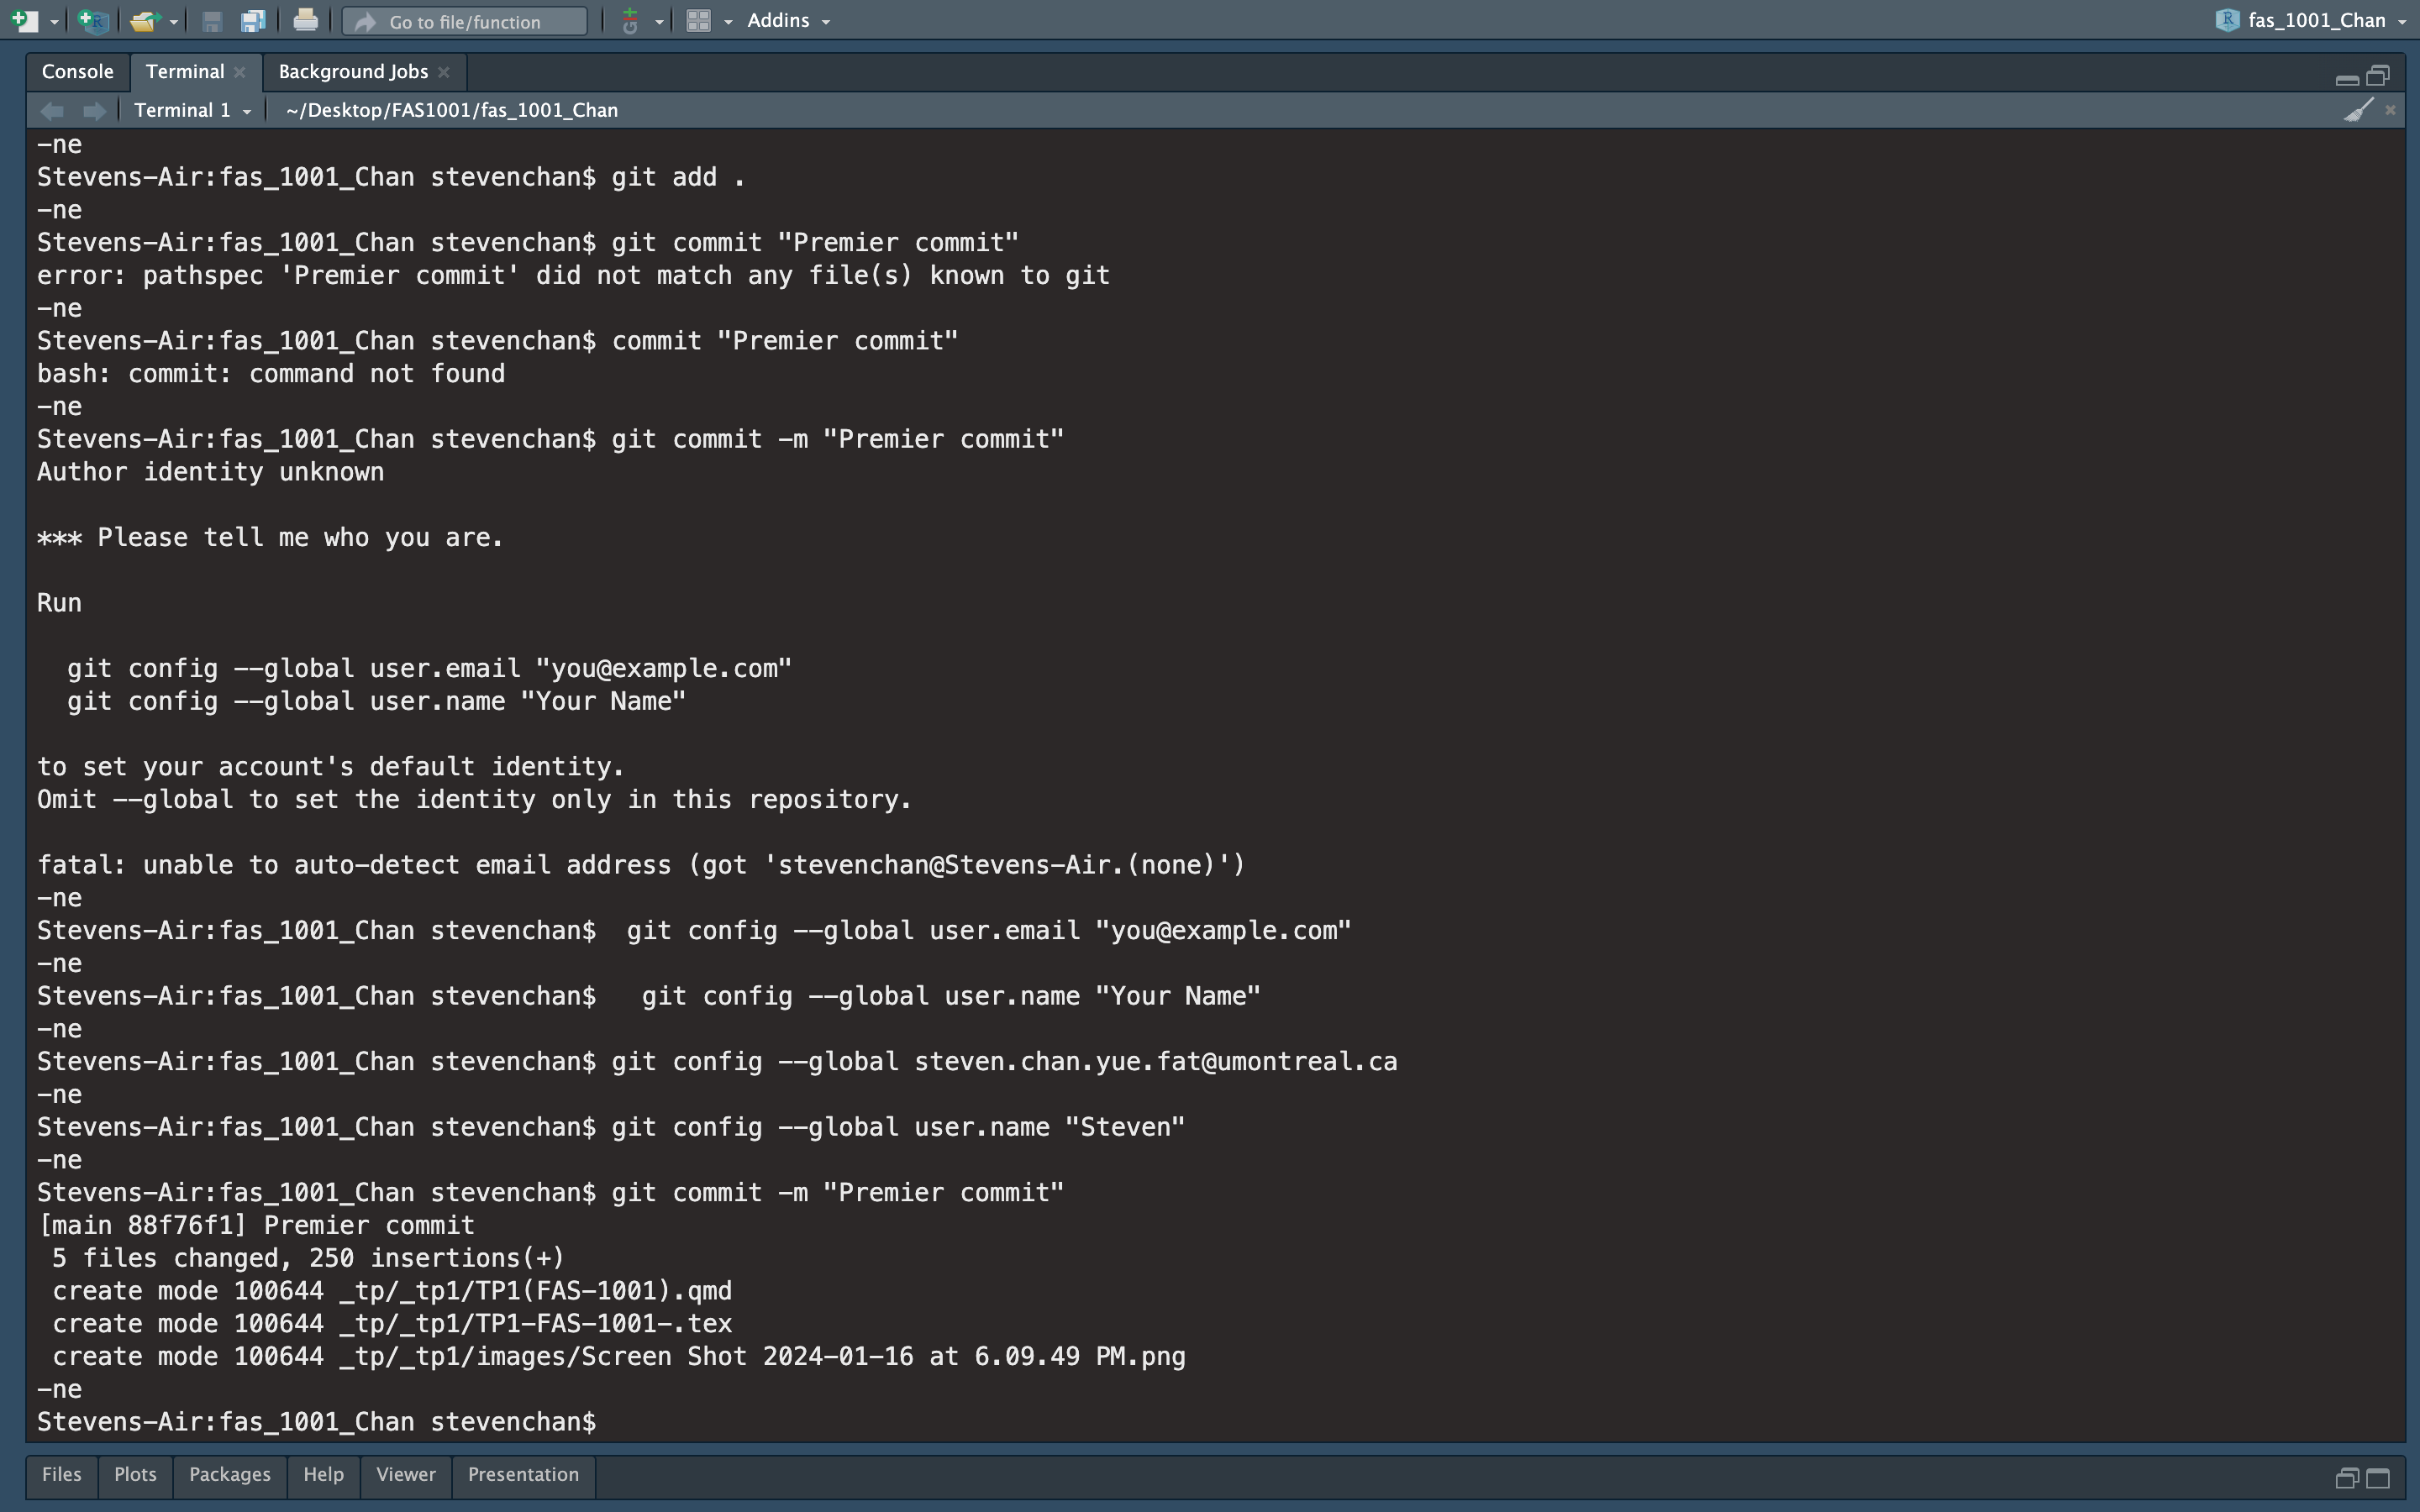 Go to file/function
Addins
fas_1001_Chan
Console
Terminal
Background Jobs
Terminal 1
~/Desktop/FAS1001/fas_1001_Chan
-ne
Stevens-Air:fas_1001_Chan stevenchan$ git add .
-ne
Stevens-Air:fas_1001_Chan stevenchan$ git commit "Premier commit"
error: pathspec 'Premier commit' did not match any file(s) known to git
-ne
Stevens-Air:fas_1001_Chan stevenchan$ commit "Premier commit"
bash: commit: command not found
-ne
Stevens-Air:fas_1001_Chan stevenchan$ git commit -m "Premier commit"
Author identity unknown
*** Please tell me who you are.
Run
git config --global user.email "you@example.com"
git config --global user.name "Your Name"
to set your account's default identity.
Omit --global to set the identity only in this repository.
fatal: unable to auto-detect email address (got 'stevenchan@Stevens-Air.(none)')
-ne
Stevens-Air:fas_1001_Chan stevenchan$  git config --global user.email "you@example.com"
-ne
Stevens-Air:fas_1001_Chan stevenchan$   git config --global user.name "Your Name"
-ne
Stevens-Air:fas_1001_Chan stevenchan$ git config --global steven.chan.yue.fat@umontreal.ca
-ne
Stevens-Air:fas_1001_Chan stevenchan$ git config --global user.name "Steven"
-ne
Stevens-Air:fas_1001_Chan stevenchan$ git commit -m "Premier commit"
[main 88f76f1] Premier commit
5 files changed, 250 insertions(+)
create mode 100644 _tp/_tp1/TP1(FAS-1001).qmd
create mode 100644 _tp/_tp1/TP1-FAS-1001-.tex
create mode 100644 _tp/_tp1/images/Screen Shot 2024-01-16 at 6.09.49 PM.png
-ne
Stevens-Air:fas_1001_Chan stevenchan$
Files
Plots
Packages
Help
Viewer
Presentation